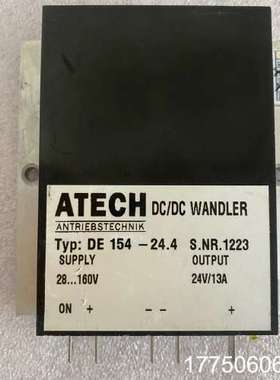 ATECH DC/DC WANDLER
ANTRIEBSTECHNIK
Typ: DE 154 -24.4 S.NR.1223
SUPPLY OUTPUT
28...160V 24V/13A
ON + - - +
17750606